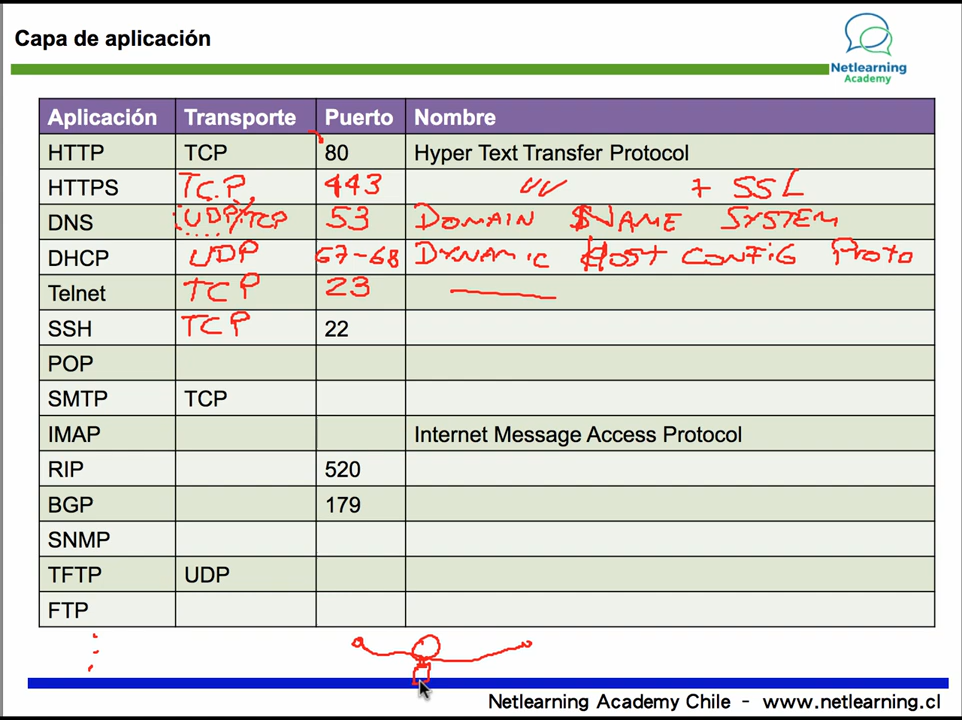 Capa de aplicación
Netlearning
Academy
Aplicación Transporte Puerto Nombre
HTTP TCP 80 Hyper Text Transfer Protocol
HTTPS TCP 443 + SSL
DNS UDP/TCP 53 DOMAIN NAME SYSTEM
DHCP UDP 67-68 DYNAMIC HOST CONFIG Proto
Telnet TCP 23
SSH TCP 22
POP
SMTP TCP
IMAP Internet Message Access Protocol
RIP 520
BGP 179
SNMP
TFTP UDP
FTP
Netlearning Academy Chile - www.netlearning.cl